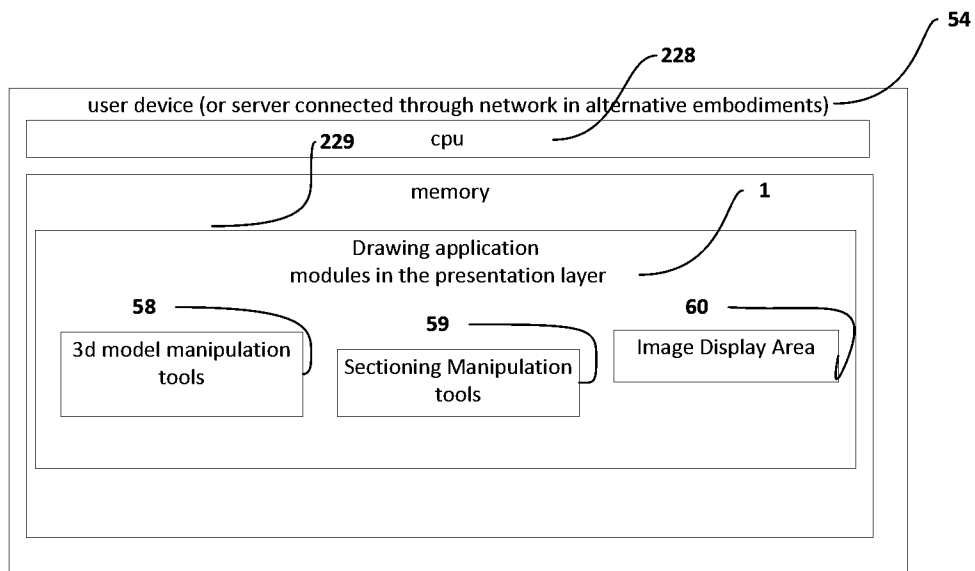 54
228
user device (or server connected through network in alternative embodiments)
229
cpu
memory
1
Drawing application
modules in the presentation layer
58
59
60
3d model manipulation
tools
Sectioning Manipulation
tools
Image Display Area